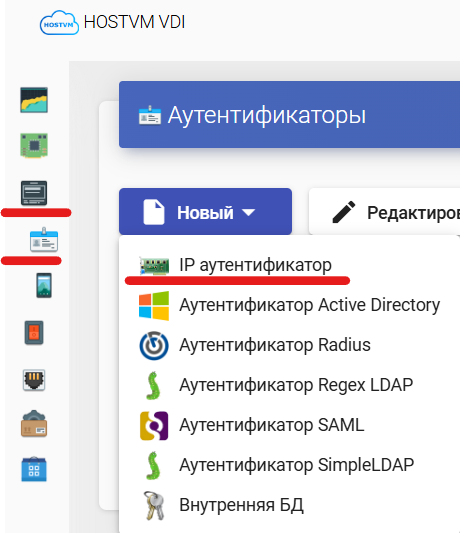 HOSTVM
HOSTVM VDI
Аутентификаторы
Новый
Редактиров
IP аутентификатор
Аутентификатор Active Directory
Аутентификатор Radius
Аутентификатор Regex LDAP
Аутентификатор SAML
Аутентификатор SimpleLDAP
Внутренняя БД